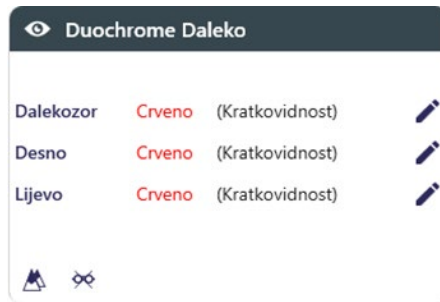 Duochrome Daleko
Dalekozor Crveno (Kratkovidnost)
Desno Crveno (Kratkovidnost)
Lijevo Crveno (Kratkovidnost)